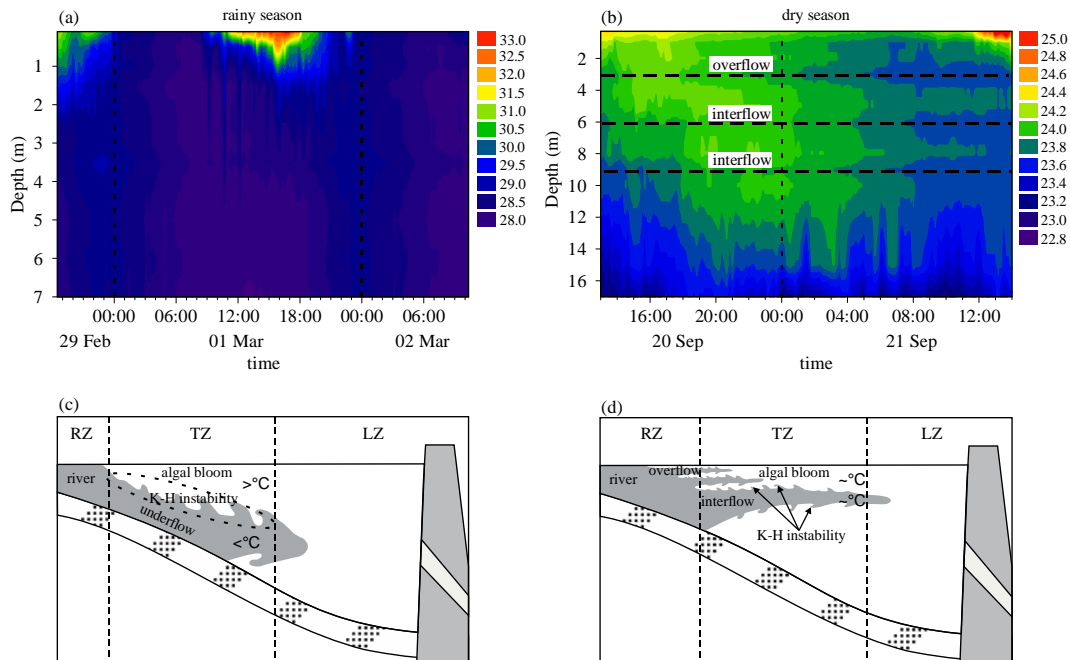 (a) rainy season
33.0
32.5
32.0
31.5
31.0
30.5
30.0
29.5
29.0
28.5
28.0
Depth (m)
1
2
3
4
5
6
7
00:00 06:00 12:00 18:00 00:00 06:00
29 Feb 01 Mar 02 Mar
time
(b) dry season
overflow
interflow
interflow
25.0
24.8
24.6
24.4
24.2
24.0
23.8
23.6
23.4
23.2
23.0
22.8
Depth (m)
2
4
6
8
10
12
14
16
16:00 20:00 00:00 04:00 08:00 12:00
20 Sep 21 Sep
time
(c)
RZ TZ LZ
river
algal bloom
>°C
K-H instability
underflow
<°C
(d)
RZ TZ LZ
river
overflow
algal bloom
~°C
interflow
~°C
K-H instability